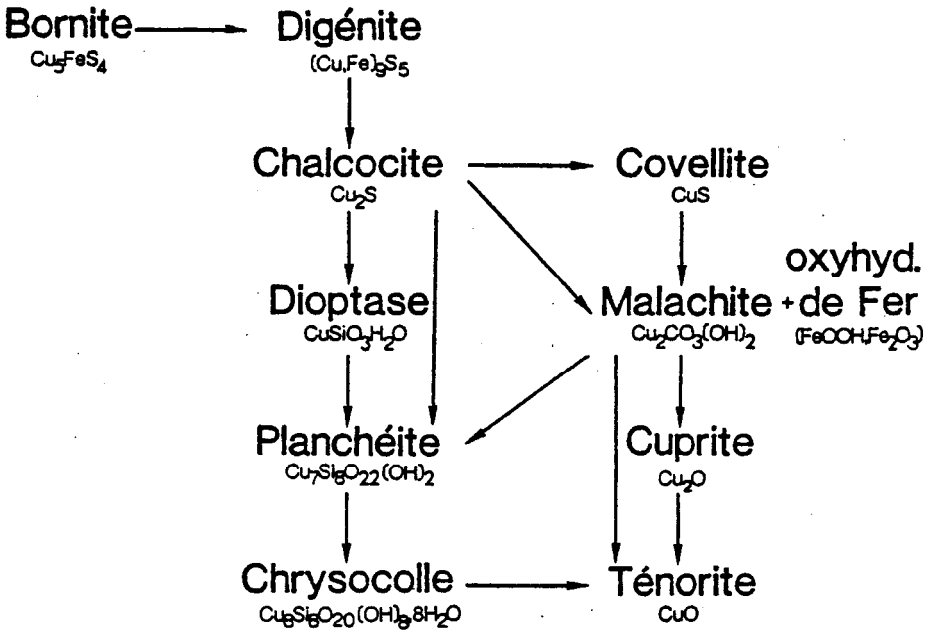 Bornite
Cu₅FeS₄
Digénite
(Cu,Fe)₉S₅
Chalcocite
Cu₂S
Covellite
CuS
Dioptase
CuSiO₃H₂O
Malachite + oxyhyd. de Fer
Cu₂CO₃(OH)₂
(FeOOH,Fe₂O₃)
Planchéite
Cu₇Si₈O₂₂(OH)₂
Cuprite
Cu₂O
Chrysocolle
Cu₈Si₈O₂₀(OH)₈,8H₂O
Ténorite
CuO